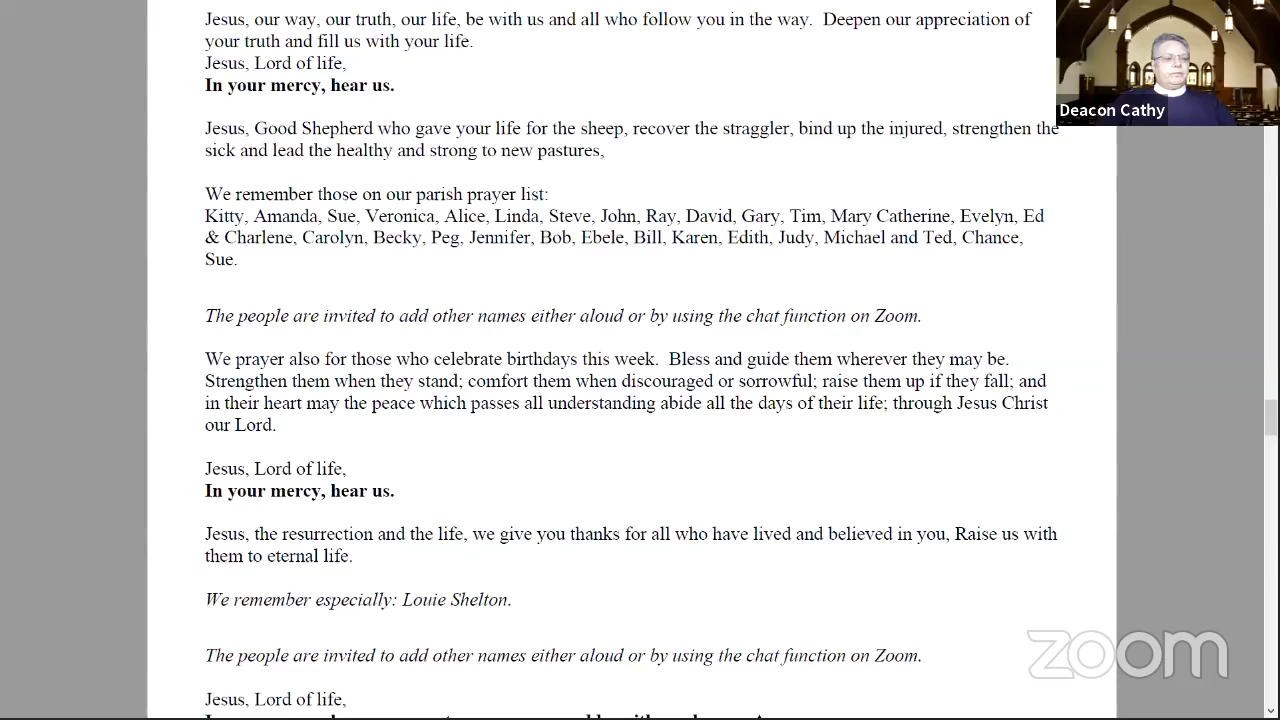 Jesus, our way, our truth, our life, be with us and all who follow you in the way.  Deepen our appreciation of
your truth and fill us with your life.
Jesus, Lord of life,
In your mercy, hear us.
Deacon Cathy
Jesus, Good Shepherd who gave your life for the sheep, recover the straggler, bind up the injured, strengthen the
sick and lead the healthy and strong to new pastures,
We remember those on our parish prayer list:
Kitty, Amanda, Sue, Veronica, Alice, Linda, Steve, John, Ray, David, Gary, Tim, Mary Catherine, Evelyn, Ed
& Charlene, Carolyn, Becky, Peg, Jennifer, Bob, Ebele, Bill, Karen, Edith, Judy, Michael and Ted, Chance,
Sue.
The people are invited to add other names either aloud or by using the chat function on Zoom.
We prayer also for those who celebrate birthdays this week.  Bless and guide them wherever they may be.
Strengthen them when they stand; comfort them when discouraged or sorrowful; raise them up if they fall; and
in their heart may the peace which passes all understanding abide all the days of their life; through Jesus Christ
our Lord.
Jesus, Lord of life,
In your mercy, hear us.
Jesus, the resurrection and the life, we give you thanks for all who have lived and believed in you, Raise us with
them to eternal life.
We remember especially: Louie Shelton.
The people are invited to add other names either aloud or by using the chat function on Zoom.
zoom
Jesus, Lord of life,